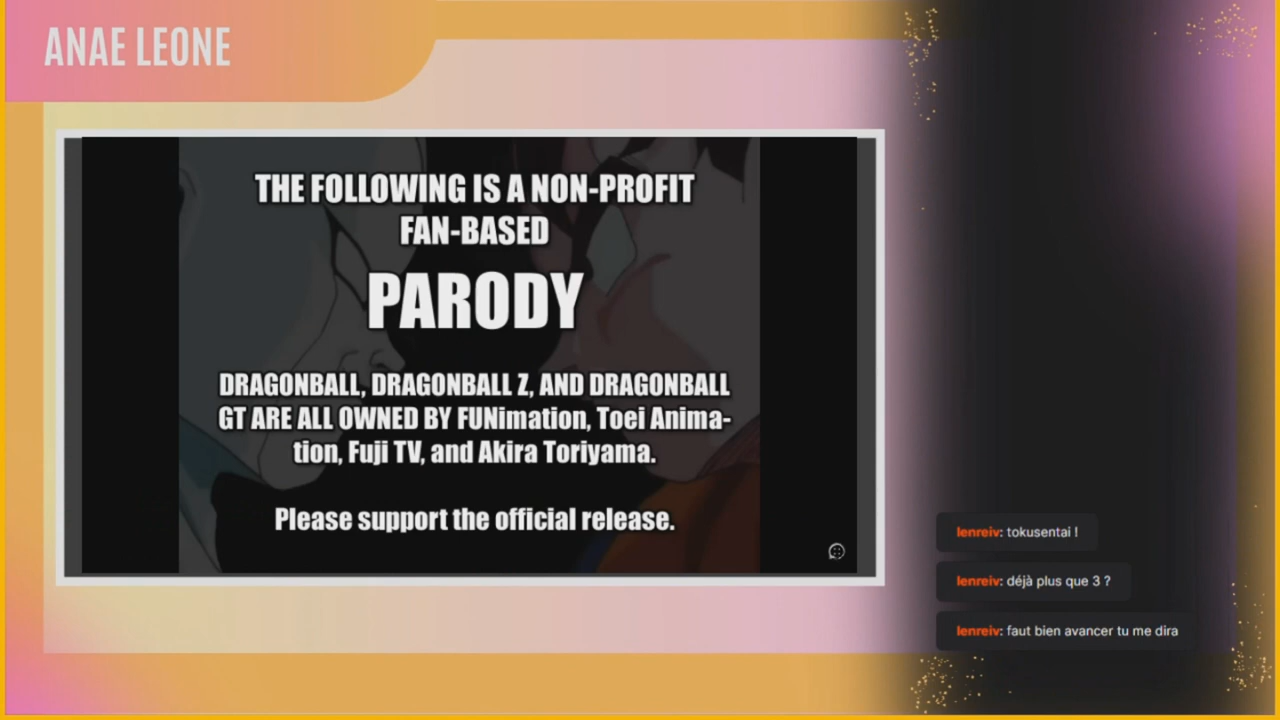 ANAE LEONE
THE FOLLOWING IS A NON-PROFIT
FAN-BASED
PARODY
DRAGONBALL, DRAGONBALL Z, AND DRAGONBALL
GT ARE ALL OWNED BY FUNimation, Toei Anima-
tion, Fuji TV, and Akira Toriyama.
Please support the official release.
lenreiv: tokusentai !
lenreiv: déjà plus que 3 ?
lenreiv: faut bien avancer tu me dira